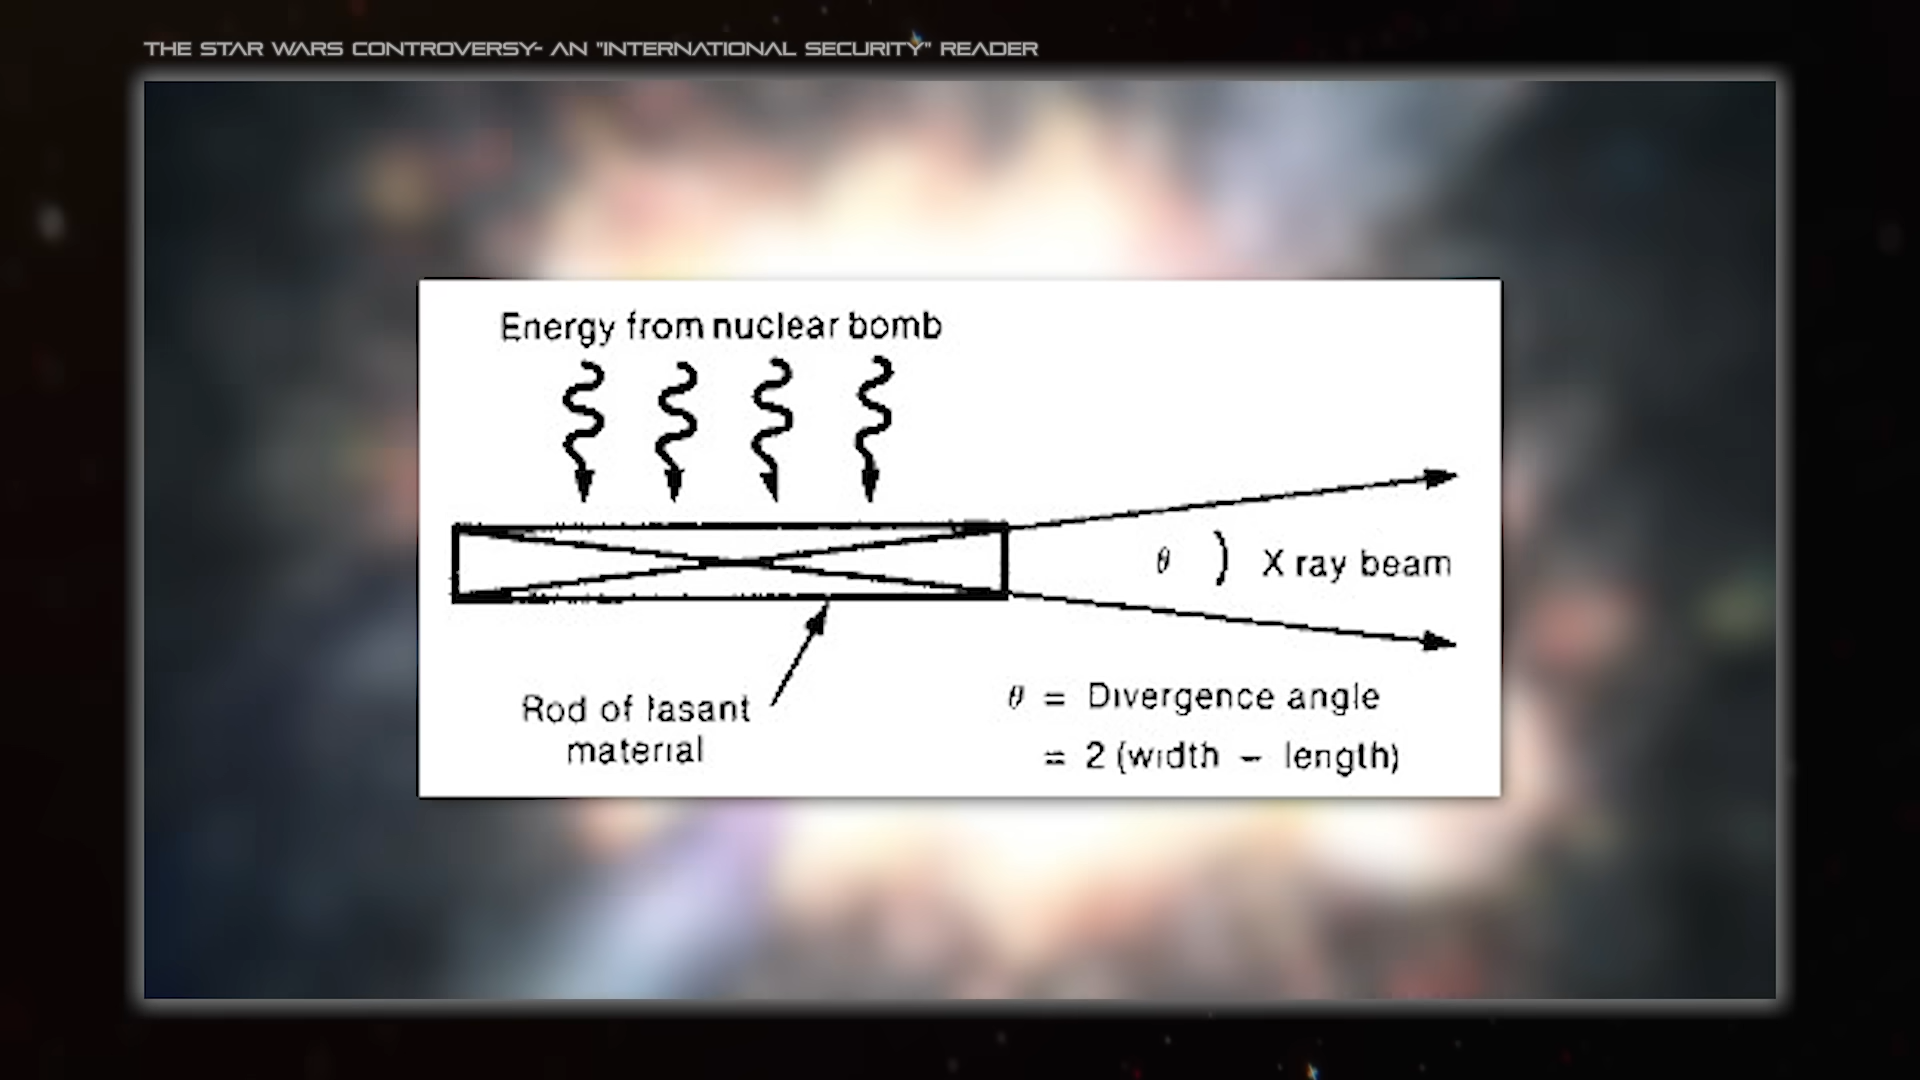 THE STAR WARS CONTROVERSY- AN "INTERNATIONAL SECURITY" READER
Energy from nuclear bomb
θ ) X ray beam
Rod of lasant
material
θ = Divergence angle
= 2 (width − length)